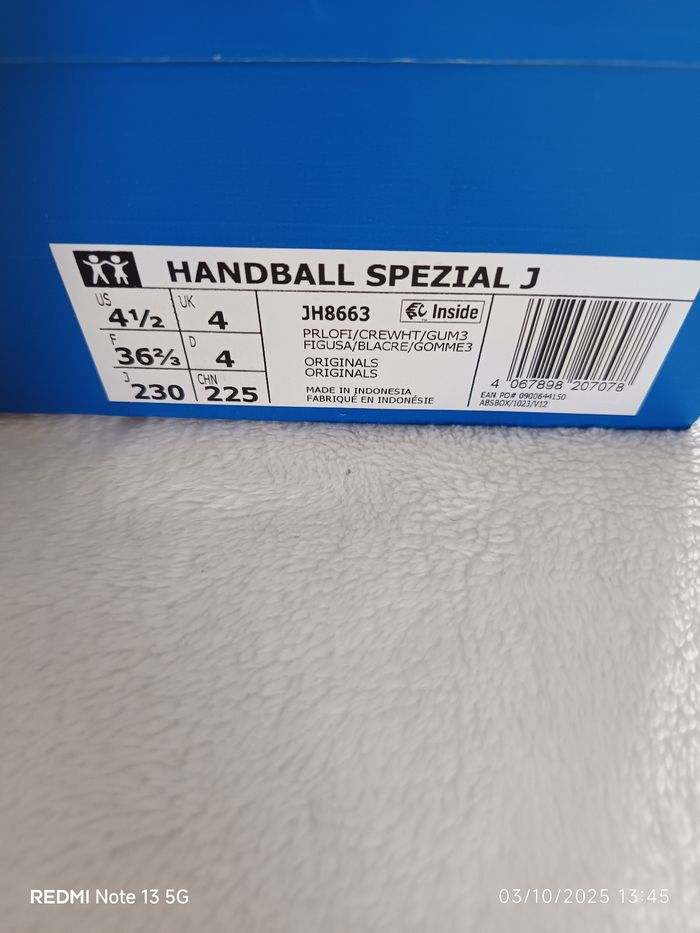 HANDBALL SPEZIAL J
US 4½ UK 4
F 36⅔ D 4
J 230 CHN 225
JH8663 Inside
PRLOFI/CREWHT/GUM3
FIGUSA/BLACRE/GOMME3
ORIGINALS
ORIGINALS
MADE IN INDONESIA
FABRIQUÉ EN INDONÉSIE
4 067898 207078
EAN PO# 0900644150
ABSBOX/1023/V12
REDMI Note 13 5G
03/10/2025 13:45